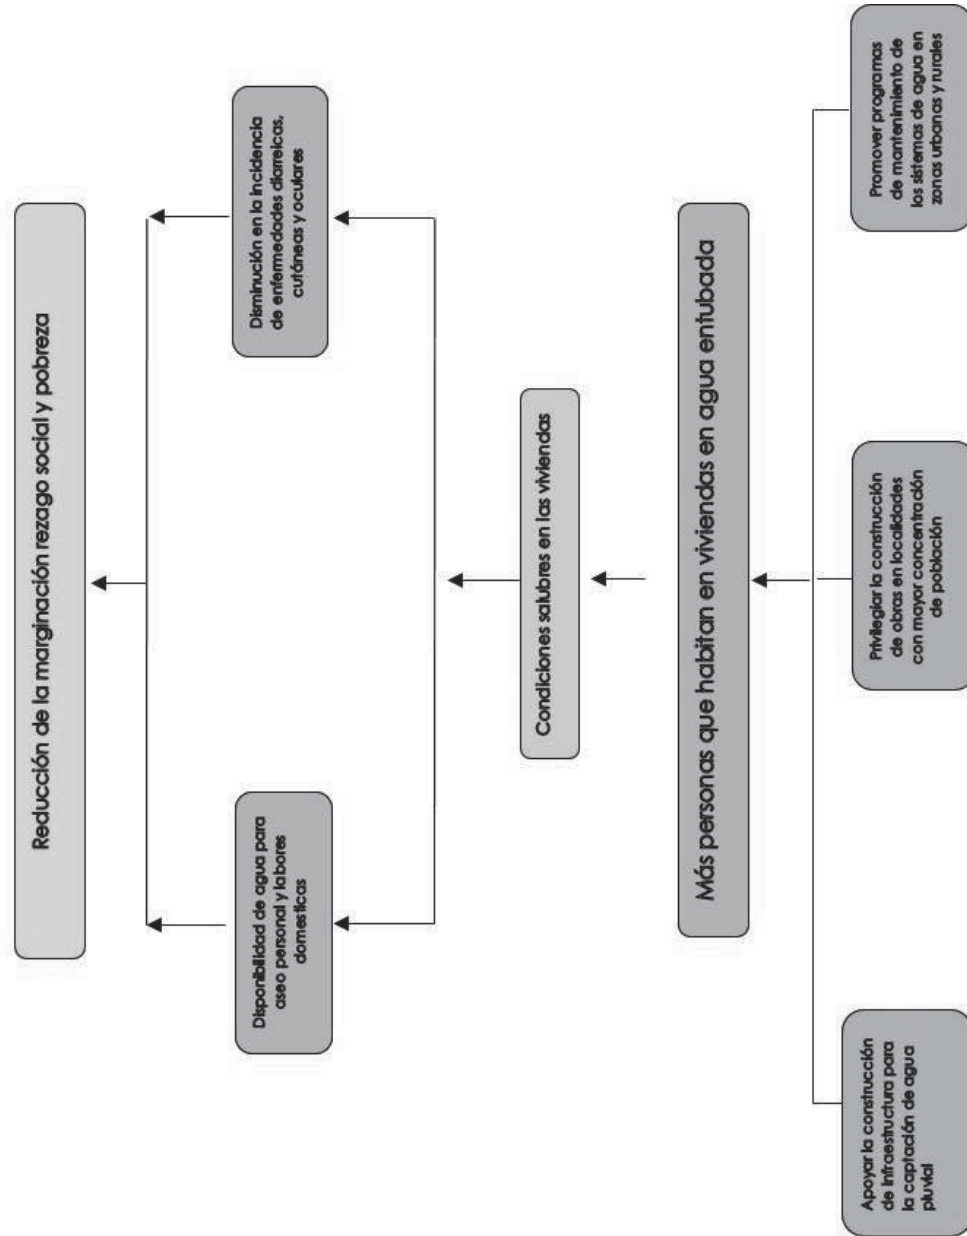 Reducción de la marginación rezago social y pobreza
Disponibilidad de agua para
aseo personal y labores
domesticas
Disminución en la incidencia
de enfermedades diarreicas,
cutáneas y oculares
Condiciones salubres en las viviendas
Más personas que habitan en viviendas en agua entubada
Apoyar la construcción
de infraestructura para
la captación de agua
pluvial
Privilegiar la construcción
de obras en localidades
con mayor concentración
de población
Promover programas
de mantenimiento de
los sistemas de agua en
zonas urbanas y rurales